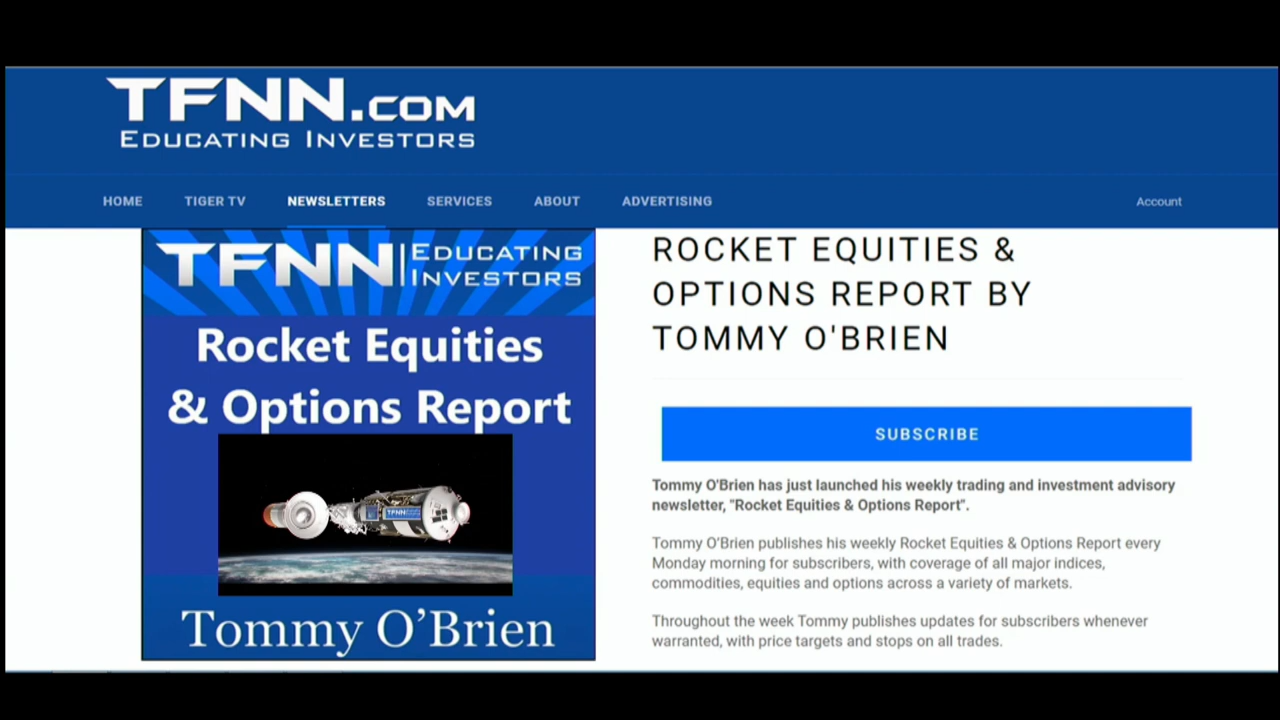 TFNN.COM
EDUCATING INVESTORS
HOME TIGER TV NEWSLETTERS SERVICES ABOUT ADVERTISING Account
TFNN EDUCATING
INVESTORS
Rocket Equities
& Options Report
TFNN
Tommy O’Brien
ROCKET EQUITIES &
OPTIONS REPORT BY
TOMMY O'BRIEN
SUBSCRIBE
Tommy O'Brien has just launched his weekly trading and investment advisory
newsletter, "Rocket Equities & Options Report".
Tommy O’Brien publishes his weekly Rocket Equities & Options Report every
Monday morning for subscribers, with coverage of all major indices,
commodities, equities and options across a variety of markets.
Throughout the week Tommy publishes updates for subscribers whenever
warranted, with price targets and stops on all trades.